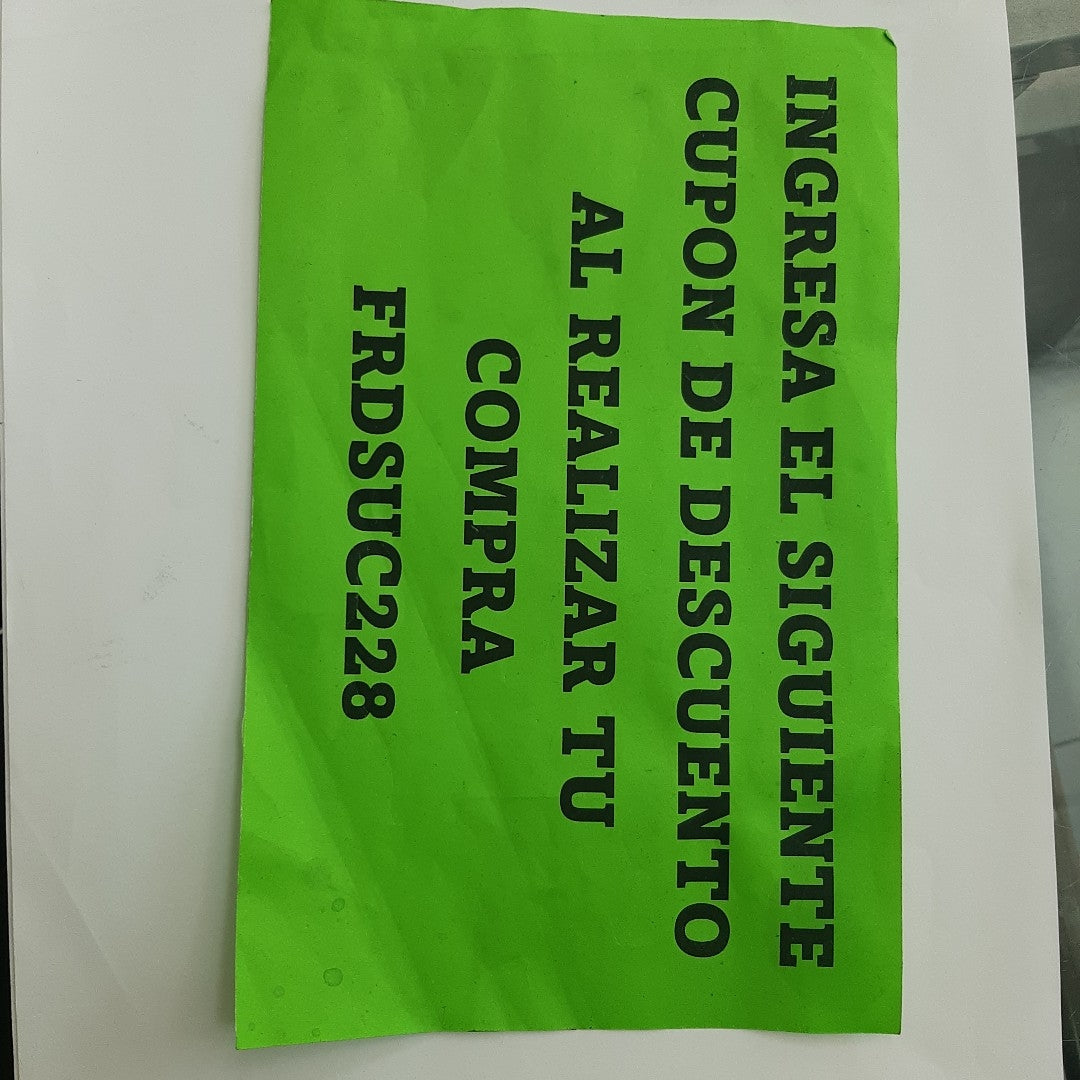 INGRESA EL SIGUIENTE
CUPON DE DESCUENTO
AL REALIZAR TU
COMPRA
FRDSUC228